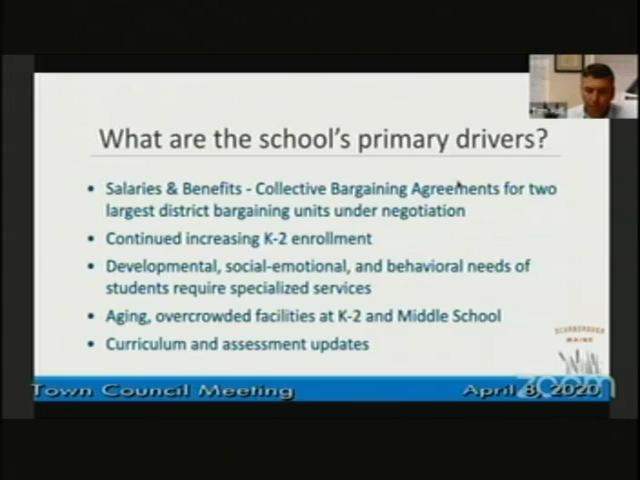 What are the school's primary drivers?
• Salaries & Benefits - Collective Bargaining Agreements for two
largest district bargaining units under negotiation
• Continued increasing K-2 enrollment
• Developmental, social-emotional, and behavioral needs of
students require specialized services
• Aging, overcrowded facilities at K-2 and Middle School
• Curriculum and assessment updates
SCARBOROUGH
MAINE
Town Council Meeting
April 8, 2020
zoom